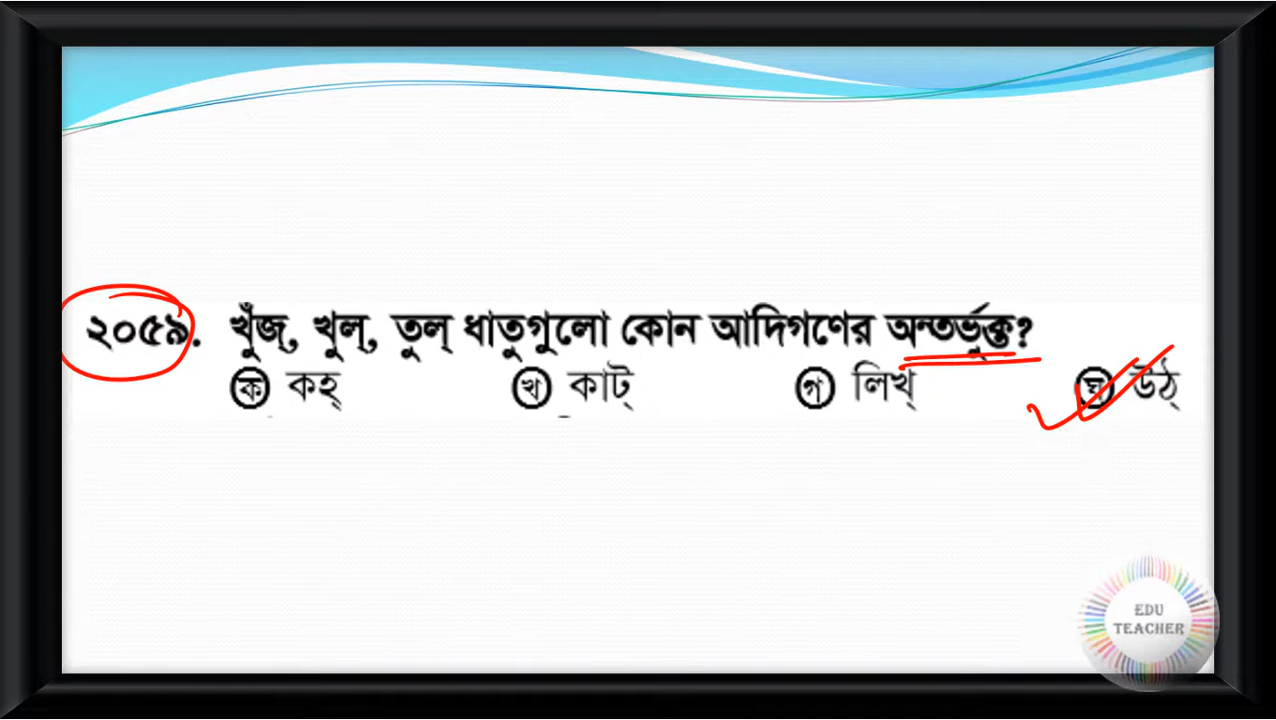 ২০৫৯. খুঁজ্, খুল্, তুল্ ধাতুগুলো কোন আদিগণের অন্তর্ভুক্ত?
ক কহ্ খ কাট্ গ লিখ্ ঘ উঠ্
EDU
TEACHER